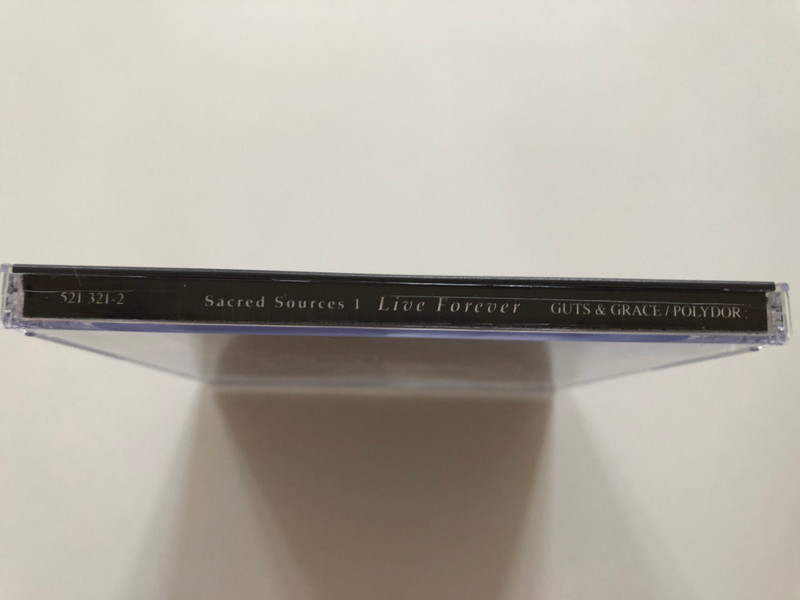 521 321-2 Sacred Sources 1 Live Forever GUTS & GRACE / POLYDOR